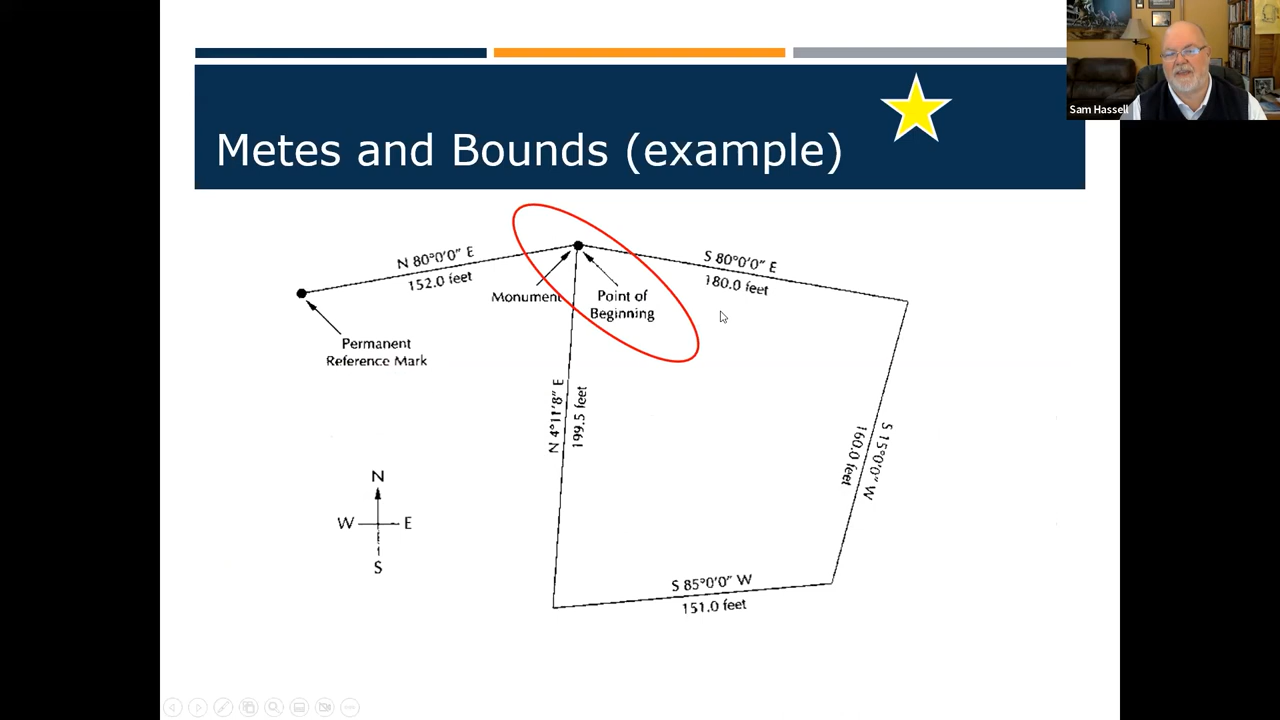 Sam Hassell
Metes and Bounds (example)
N 80°0'0" E
152.0 feet
S 80°0'0" E
180.0 feet
Monument
Point of
Beginning
Permanent
Reference Mark
N 4°11'8" E
199.5 feet
S 15°0'0" W
160.0 feet
N
W
E
S
S 85°0'0" W
151.0 feet